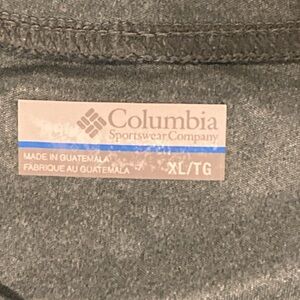 Columbia
Sportswear Company
MADE IN GUATEMALA
FABRIQUÉ AU GUATEMALA
XL/TG